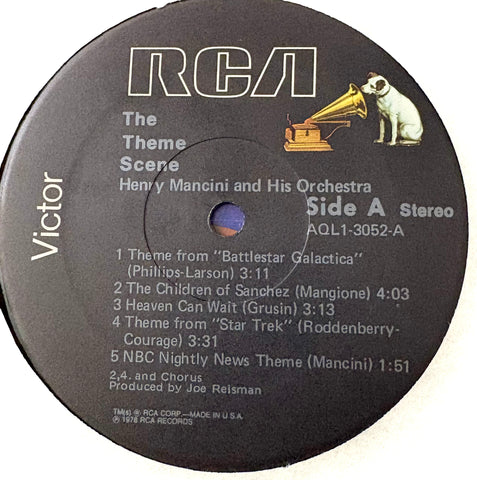 RCA
Victor
The
Theme
Scene
Henry Mancini and His Orchestra
Side A Stereo
AQL1-3052-A
1 Theme from "Battlestar Galactica"
(Phillips-Larson) 3:11
2 The Children of Sanchez (Mangione) 4:03
3 Heaven Can Wait (Grusin) 3:13
4 Theme from "Star Trek" (Roddenberry-
Courage) 3:31
5 NBC Nightly News Theme (Mancini) 1:51
2,4. and Chorus
Produced by Joe Reisman
TM(s) ® RCA CORP.—MADE IN U.S.A.
℗ 1978 RCA RECORDS